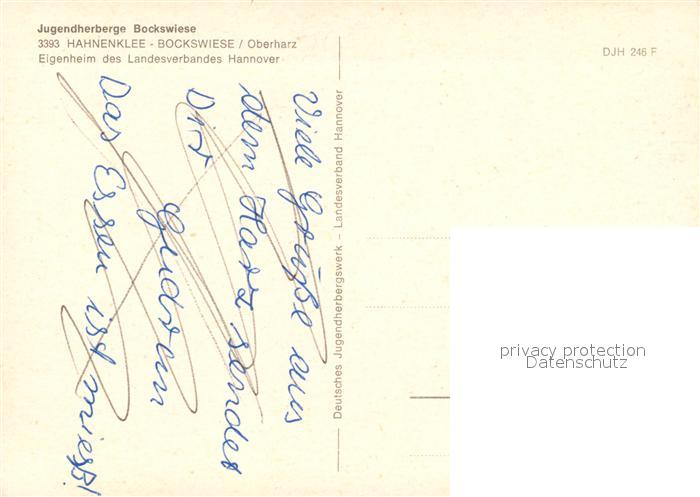 Jugendherberge Bockswiese
3393 HAHNENKLEE - BOCKSWIESE / Oberharz
Eigenheim des Landesverbandes Hannover
DJH 246 F
Viele Grüße aus
dem Harz sendet
Dir
Gudrun
Das Essen ist miess!
Deutsches Jugendherbergswerk - Landesverband Hannover
privacy protection
Datenschutz